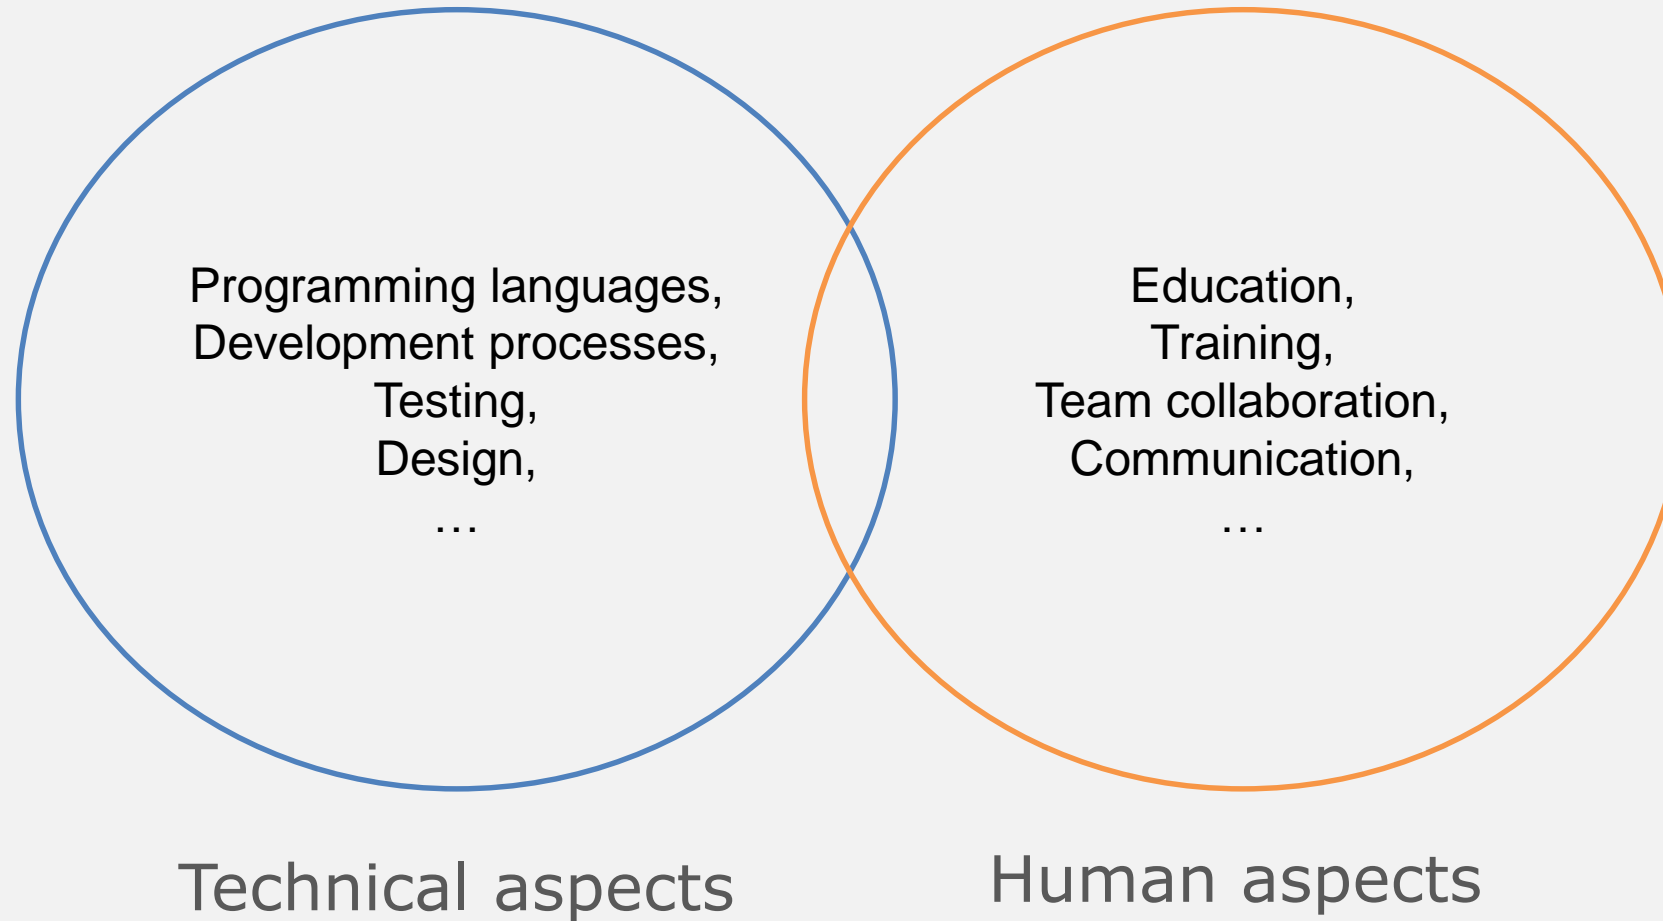 Programming languages,
Development processes,
Testing,
Design,
…
Education,
Training,
Team collaboration,
Communication,
…
Technical aspects
Human aspects